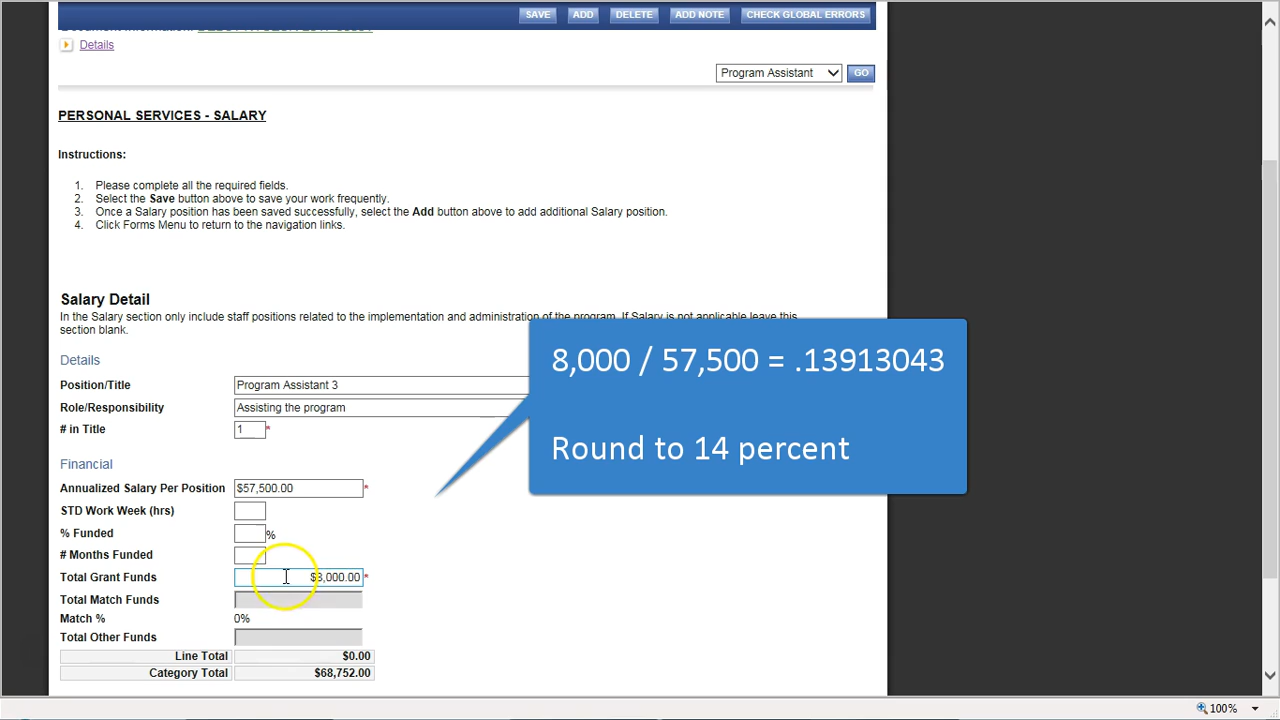 SAVE ADD DELETE ADD NOTE CHECK GLOBAL ERRORS
Details
Program Assistant GO
PERSONAL SERVICES - SALARY
Instructions:
1. Please complete all the required fields.
2. Select the Save button above to save your work frequently.
3. Once a Salary position has been saved successfully, select the Add button above to add additional Salary position.
4. Click Forms Menu to return to the navigation links.
Salary Detail
In the Salary section only include staff positions related to the implementation and administration of the program. If Salary is not applicable leave this
section blank.
Details
Position/Title Program Assistant 3
Role/Responsibility Assisting the program
# in Title 1 *
Financial
Annualized Salary Per Position $57,500.00 *
STD Work Week (hrs)
% Funded %
# Months Funded
Total Grant Funds $8,000.00 *
Total Match Funds
Match % 0%
Total Other Funds
Line Total $0.00
Category Total $68,752.00
8,000 / 57,500 = .13913043
Round to 14 percent
100%